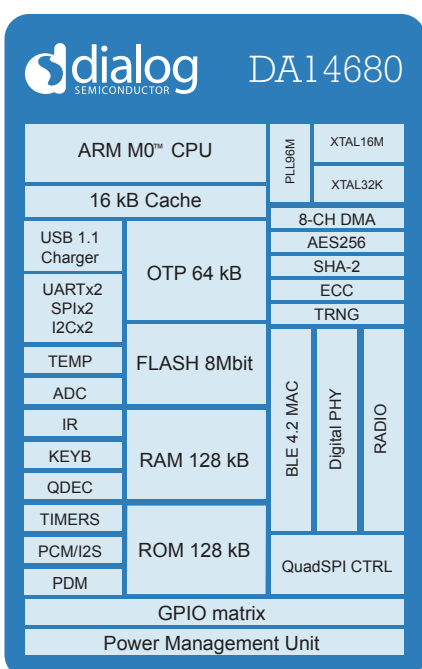 dialog
SEMICONDUCTOR
DA14680
ARM M0™ CPU
16 kB Cache
PLL96M
XTAL16M
XTAL32K
8-CH DMA
AES256
SHA-2
ECC
TRNG
USB 1.1
Charger
UARTx2
SPIx2
I2Cx2
TEMP
ADC
IR
KEYB
QDEC
TIMERS
PCM/I2S
PDM
OTP 64 kB
FLASH 8Mbit
RAM 128 kB
ROM 128 kB
BLE 4.2 MAC
Digital PHY
RADIO
QuadSPI CTRL
GPIO matrix
Power Management Unit